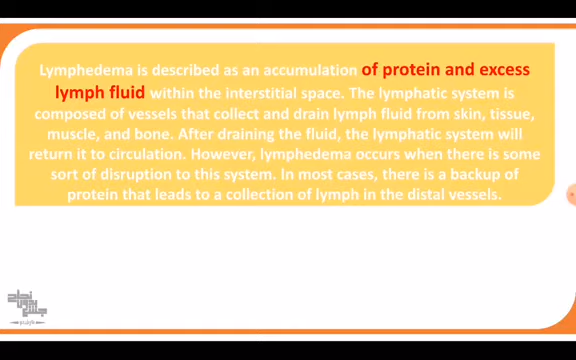 Lymphedema is described as an accumulation of protein and excess
lymph fluid within the interstitial space. The lymphatic system is
composed of vessels that collect and drain lymph fluid from skin, tissue,
muscle, and bone. After draining the fluid, the lymphatic system will
return it to circulation. However, lymphedema occurs when there is some
sort of disruption to this system. In most cases, there is a backup of
protein that leads to a collection of lymph in the distal vessels.